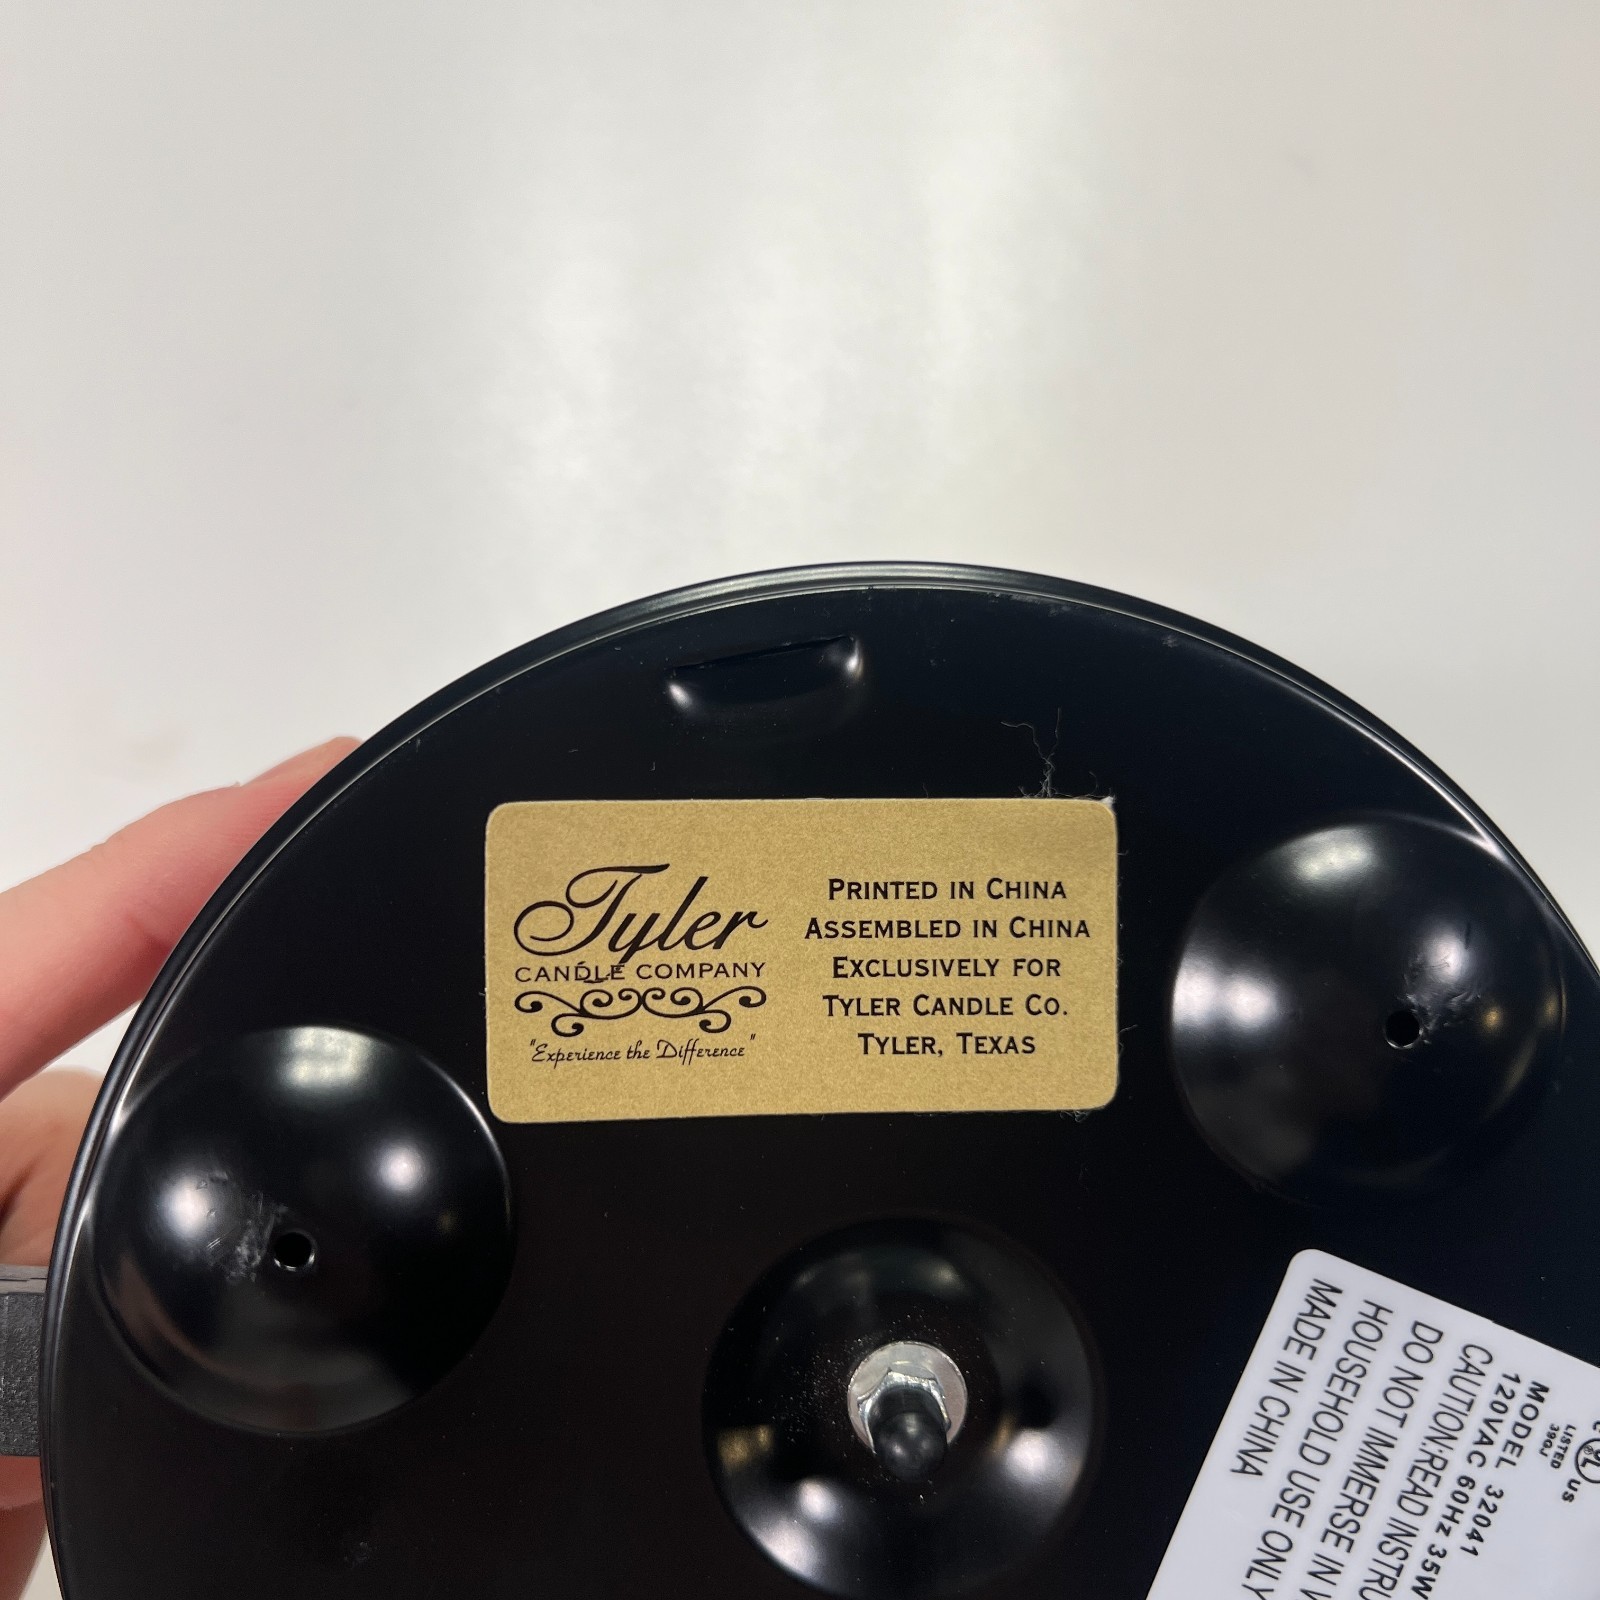 Tyler
CANDLE COMPANY
"Experience the Difference"
PRINTED IN CHINA
ASSEMBLED IN CHINA
EXCLUSIVELY FOR
TYLER CANDLE CO.
TYLER, TEXAS
UL US
LISTED
39GJ
MODEL 32041
120VAC 60Hz 35W
CAUTION:READ
DO NOT IMMERSE IN
HOUSEHOLD USE ONLY
MADE IN CHINA